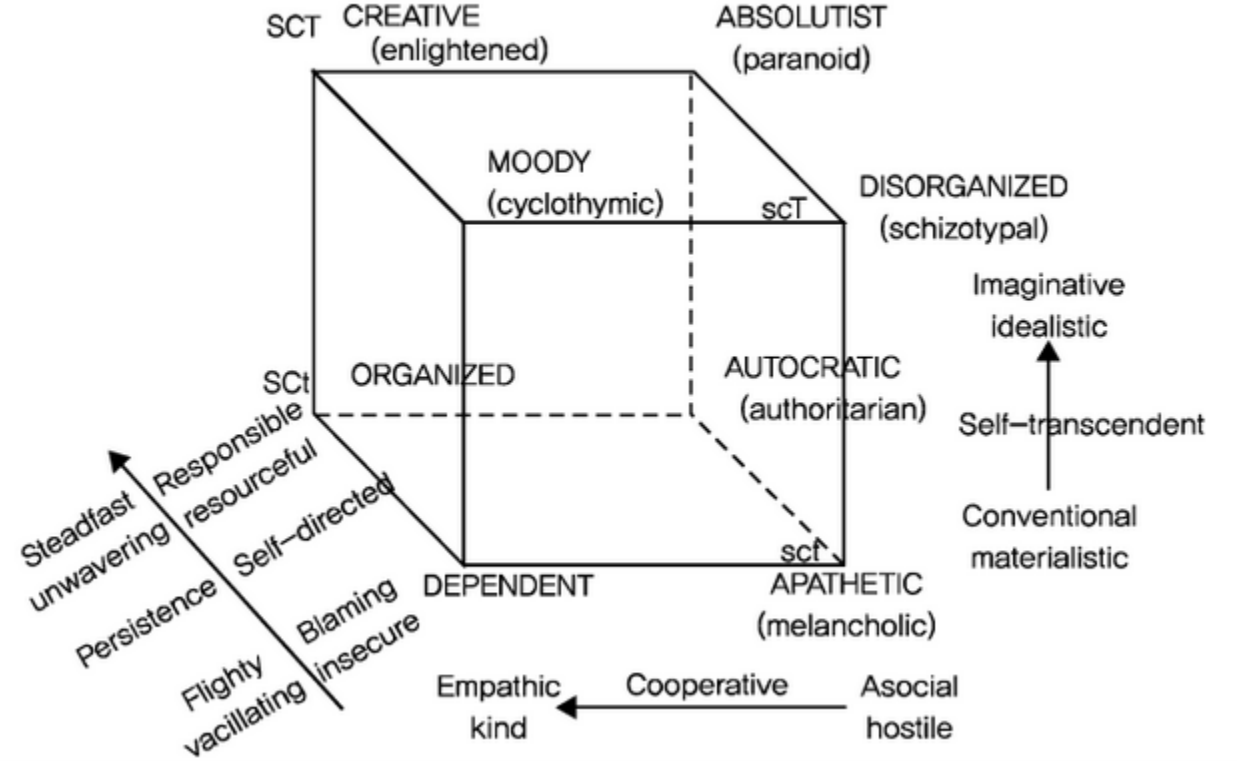 SCT
CREATIVE
(enlightened)
ABSOLUTIST
(paranoid)
MOODY
(cyclothymic)
scT
DISORGANIZED
(schizotypal)
Imaginative
idealistic
SCt
ORGANIZED
AUTOCRATIC
(authoritarian)
Self-transcendent
Conventional
materialistic
Responsible
resourceful
Steadfast
unwavering
Self-directed
Persistence
Blaming
insecure
Flighty
vacillating
sct
DEPENDENT
APATHETIC
(melancholic)
Empathic
kind
Cooperative
Asocial
hostile